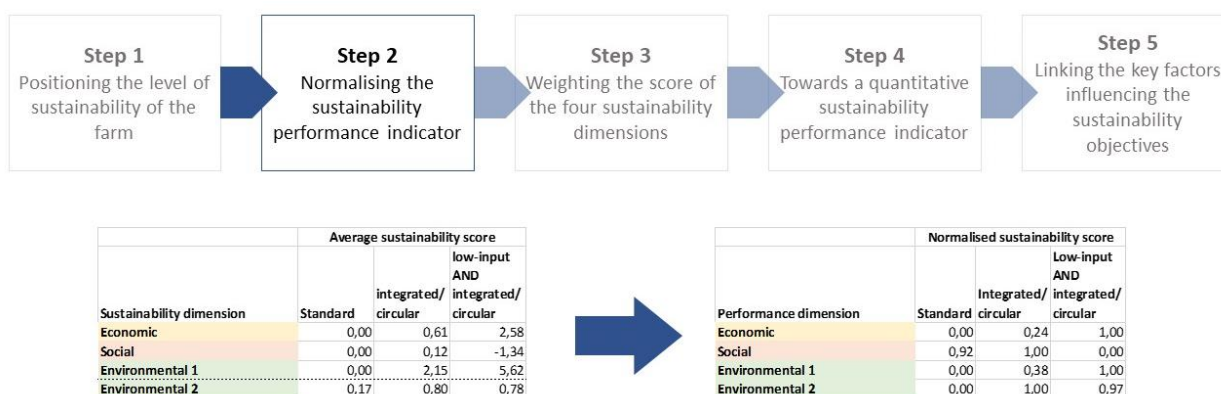 Step 1
Positioning the level of
sustainability of the
farm
Step 2
Normalising the
sustainability
performance indicator
Step 3
Weighting the score of
the four sustainability
dimensions
Step 4
Towards a quantitative
sustainability
performance indicator
Step 5
Linking the key factors
influencing the
sustainability
objectives
Average sustainability score
low-input
AND
integrated/ integrated/
Sustainability dimension Standard circular circular
Economic 0,00 0,61 2,58
Social 0,00 0,12 -1,34
Environmental 1 0,00 2,15 5,62
Environmental 2 0,17 0,80 0,78
Normalised sustainability score
Low-input
AND
Integrated/ integrated/
Performance dimension Standard circular circular
Economic 0,00 0,24 1,00
Social 0,92 1,00 0,00
Environmental 1 0,00 0,38 1,00
Environmental 2 0,00 1,00 0,97